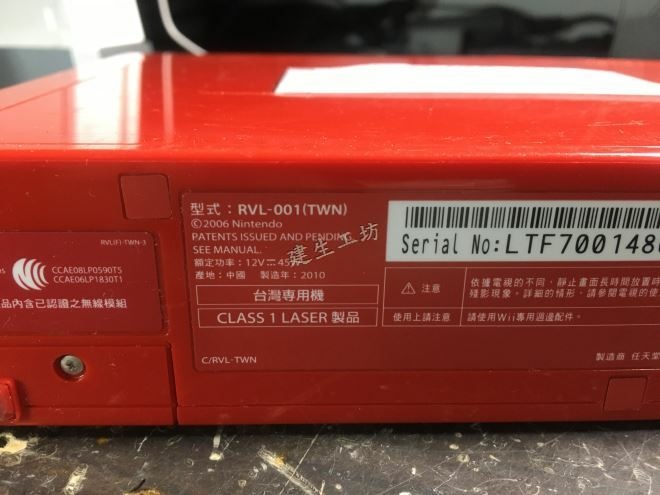 RVL(F)-TWN-3
CCAE08LP0590T5
CCAE06LP1830T1
品內含已認證之無線模組
型式：RVL-001(TWN)
©2006 Nintendo
PATENTS ISSUED AND PENDING
SEE MANUAL.
額定功率：12V⎓
產地：中國 製造年：2010
台灣專用機
CLASS 1 LASER 製品
C/RVL-TWN
建生工坊
Serial No:LTF7001486
⚠ 注意
依據電視的不同、靜止畫面長時間放置時
殘影現象。詳細的情形、請參閱電視的使
使用上請注意
請使用Wii專用週邊配件。
製造商 任天堂